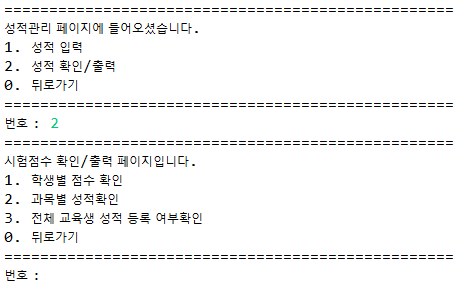 ==================================================
성적관리 페이지에 들어오셨습니다.
1. 성적 입력
2. 성적 확인/출력
0. 뒤로가기
==================================================
번호 : 2
==================================================
시험점수 확인/출력 페이지입니다.
1. 학생별 점수 확인
2. 과목별 성적확인
3. 전체 교육생 성적 등록 여부확인
0. 뒤로가기
==================================================
번호 :